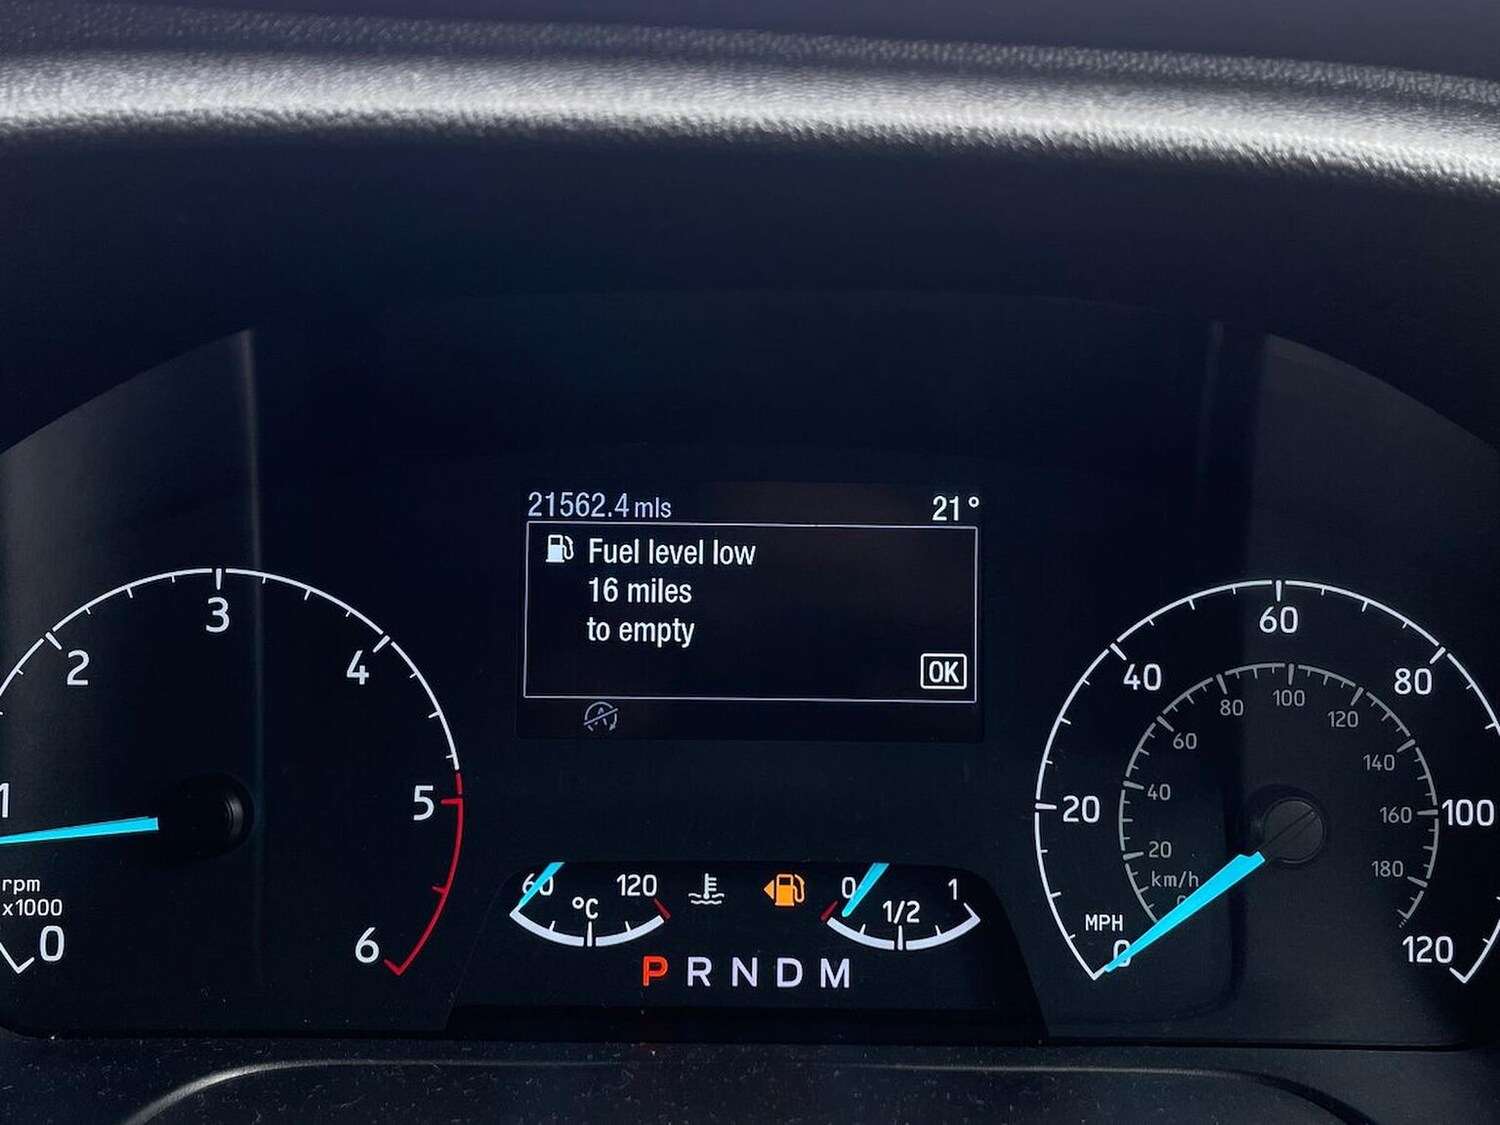 21562.4 mls 21°
Fuel level low
16 miles
to empty
OK
1 2 3 4 5 6
rpm
x1000
0
60 120
°C
0 1/2 1
P R N D M
0 20 40 60 80 100 120
MPH
20 40 60 80 100 120 140 160 180
km/h